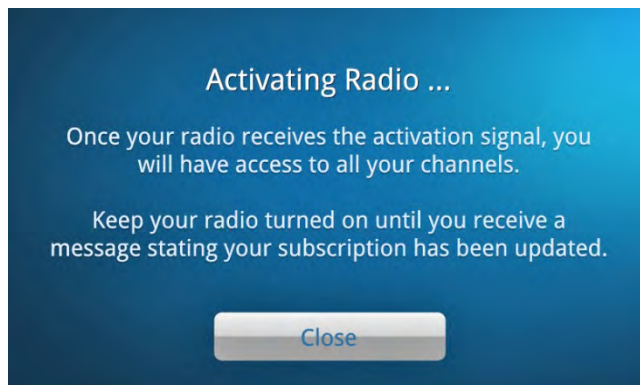 Activating Radio ...
Once your radio receives the activation signal, you
will have access to all your channels.
Keep your radio turned on until you receive a
message stating your subscription has been updated.
Close